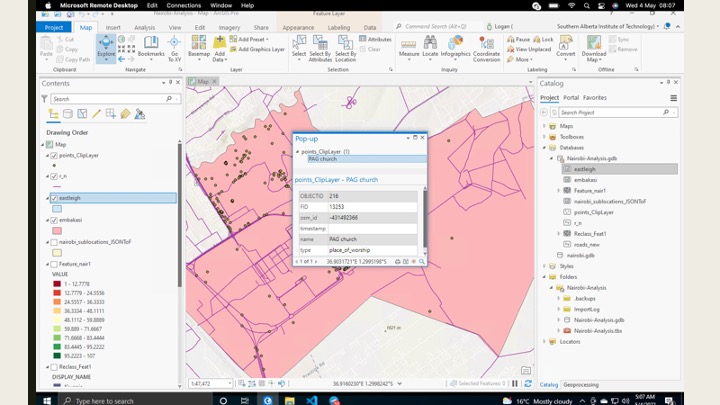 Microsoft Remote Desktop Edit Connections Window Help Wed 4 May 08:07
Nairobi-Analysis - ArcGIS Pro Feature Layer
Command Search (Alt+Q) Logan ( Southern Alberta Institute of Technology)
Project Map Insert Analysis View Edit Imagery Share Appearance Labeling Data
Paste Cut Copy Copy Path
Explore Bookmarks Go To XY
Basemap Add Data Add Preset Add Graphics Layer
Select Select By Attributes Select By Location Attributes Clear
Measure Locate Infographics Coordinate Conversion
Pause Lock View Unplaced More Convert
Download Map Sync Remove
Clipboard Navigate Layer Selection Inquiry Labeling Offline
Contents
Search
Drawing Order
Map
points_ClipLayer
r_n
eastleigh
embakasi
nairobi_sublocations_JSONToF
Feature_nair1
VALUE
1 - 12.7778
12.7779 - 24.5556
24.5557 - 36.3333
36.3334 - 48.1111
48.1112 - 59.8889
59.889 - 71.6667
71.6668 - 83.4444
83.4445 - 95.2222
95.2223 - 107
Reclass_Feat1
DISPLAY_NAME
Map
Pop-up
points_ClipLayer (1)
PAG church
points_ClipLayer - PAG church
OBJECTID 216
FID 13253
osm_id -431492366
timestamp
name PAG church
type place_of_worship
1 of 1 36.9031721°E 1.2995198°S
1:47,472 36.9160230°E 1.2998242°S Selected Features: 0
Catalog
Project Portal Favorites
Search Project
Maps
Toolboxes
Databases
Nairobi-Analysis.gdb
eastleigh
embakasi
Feature_nair1
nairobi_sublocations_JSONToF
points_ClipLayer
r_n
Reclass_Feat1
roads_new
nairobi.gdb
Styles
Folders
Nairobi-Analysis
.backups
ImportLog
Nairobi-Analysis.gdb
Nairobi-Analysis.tbx
Locators
Catalog Geoprocessing
Type here to search 16°C Mostly cloudy 5:07 AM